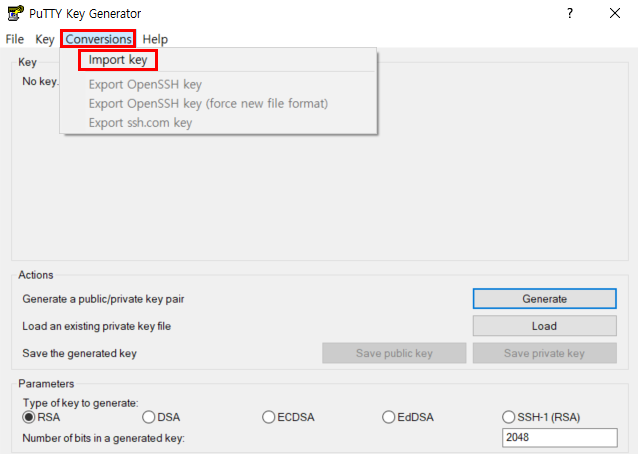 PuTTY Key Generator
? ×
File Key Conversions Help
Import key
Export OpenSSH key
Export OpenSSH key (force new file format)
Export ssh.com key
Key
No key.
Actions
Generate a public/private key pair Generate
Load an existing private key file Load
Save the generated key Save public key Save private key
Parameters
Type of key to generate:
RSA DSA ECDSA EdDSA SSH-1 (RSA)
Number of bits in a generated key: 2048